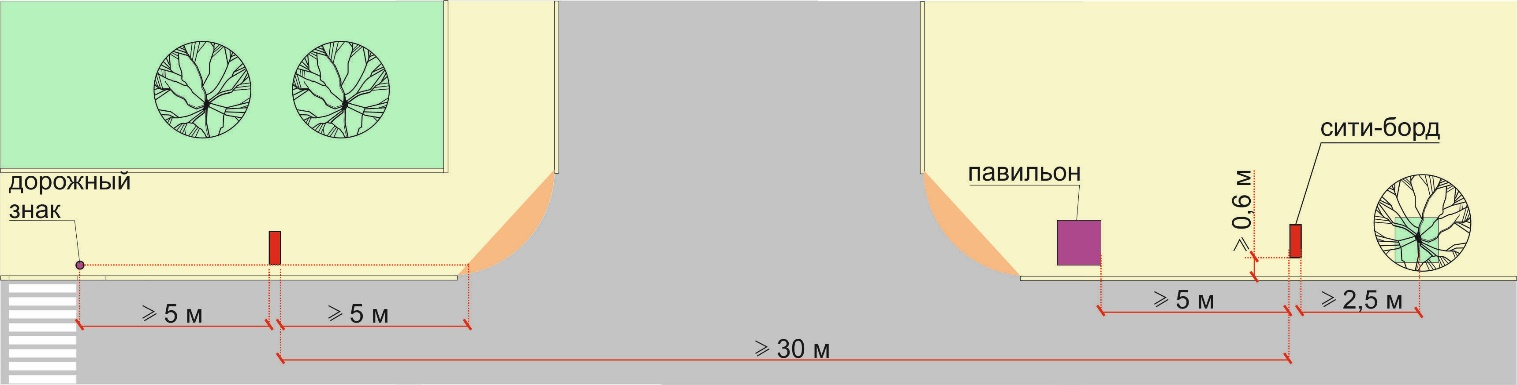 дорожный
знак
павильон
сити-борд
⩾ 0,6 м
⩾ 5 м
⩾ 5 м
⩾ 5 м
⩾ 2,5 м
⩾ 30 м